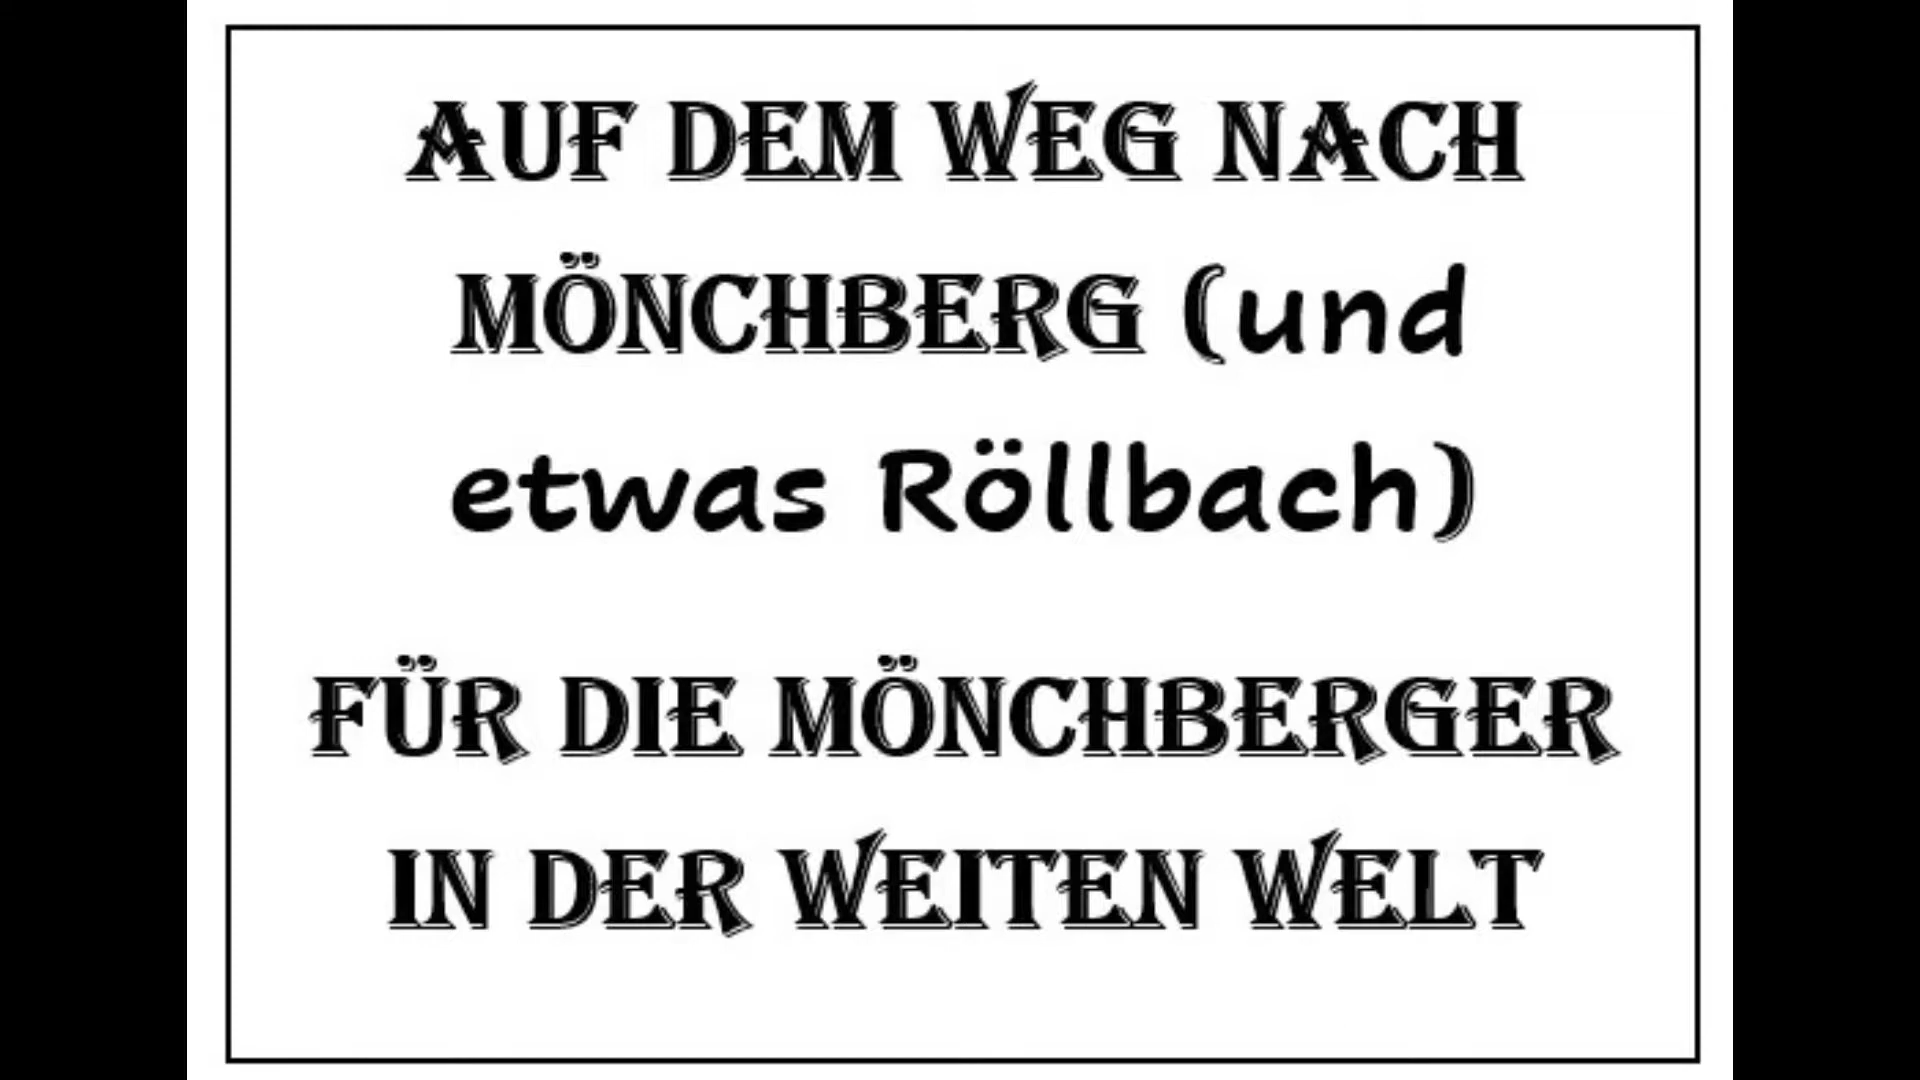 AUF DEM WEG NACH
MÖNCHBERG (und
etwas Röllbach)
FÜR DIE MÖNCHBERGER
IN DER WEITEN WELT